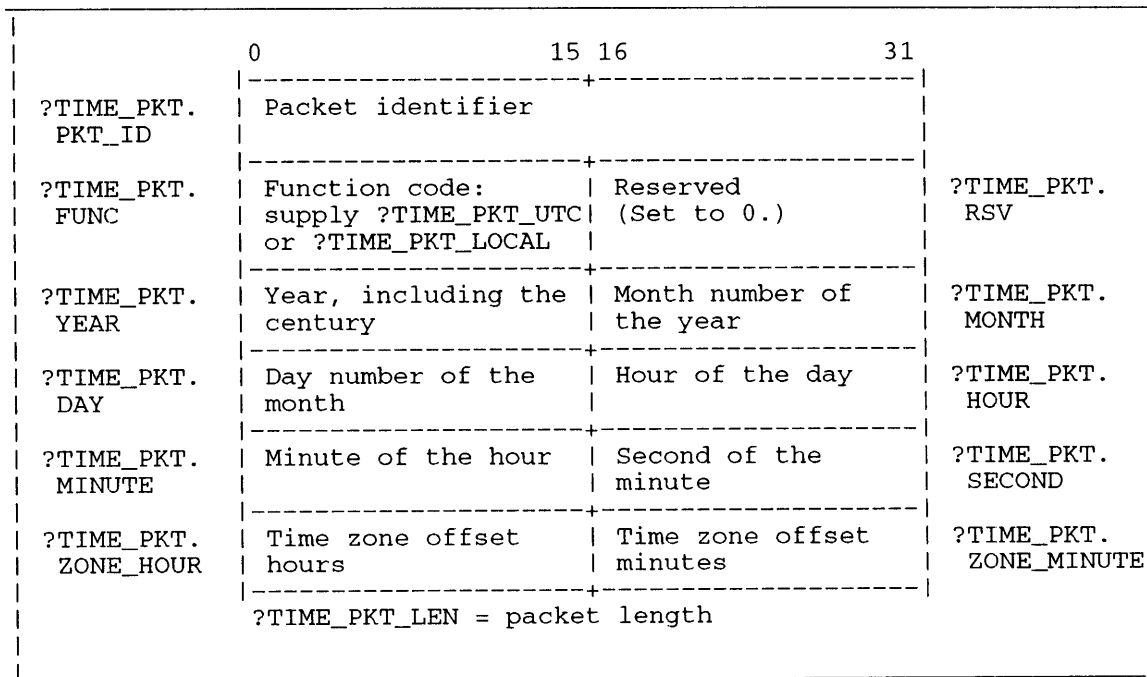 0 15 16 31
|---------------------+--------------------|
?TIME_PKT. | Packet identifier |
PKT_ID | |
|---------------------+--------------------|
?TIME_PKT. | Function code: | Reserved | ?TIME_PKT.
FUNC | supply ?TIME_PKT_UTC| (Set to 0.) | RSV
| or ?TIME_PKT_LOCAL | |
|---------------------+--------------------|
?TIME_PKT. | Year, including the | Month number of | ?TIME_PKT.
YEAR | century | the year | MONTH
|---------------------+--------------------|
?TIME_PKT. | Day number of the | Hour of the day | ?TIME_PKT.
DAY | month | | HOUR
|---------------------+--------------------|
?TIME_PKT. | Minute of the hour | Second of the | ?TIME_PKT.
MINUTE | | minute | SECOND
|---------------------+--------------------|
?TIME_PKT. | Time zone offset | Time zone offset | ?TIME_PKT.
ZONE_HOUR | hours | minutes | ZONE_MINUTE
|---------------------+--------------------|
?TIME_PKT_LEN = packet length